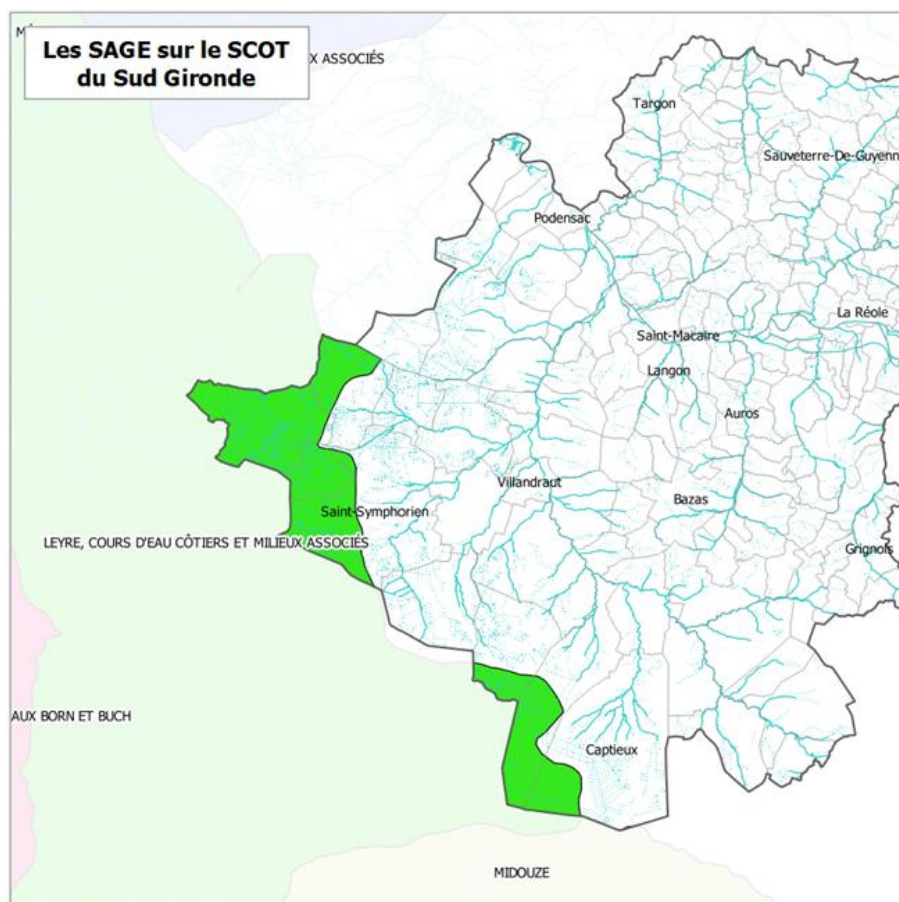 Les SAGE sur le SCOT
du Sud Gironde
X ASSOCIÉS
Targon
Sauveterre-De-Guyenn
Podensac
La Réole
Saint-Macaire
Langon
Auros
Villandraut
Bazas
Saint-Symphorien
LEYRE, COURS D'EAU CÔTIERS ET MILIEUX ASSOCIÉS
Grignols
AUX BORN ET BUCH
Captieux
MIDOUZE